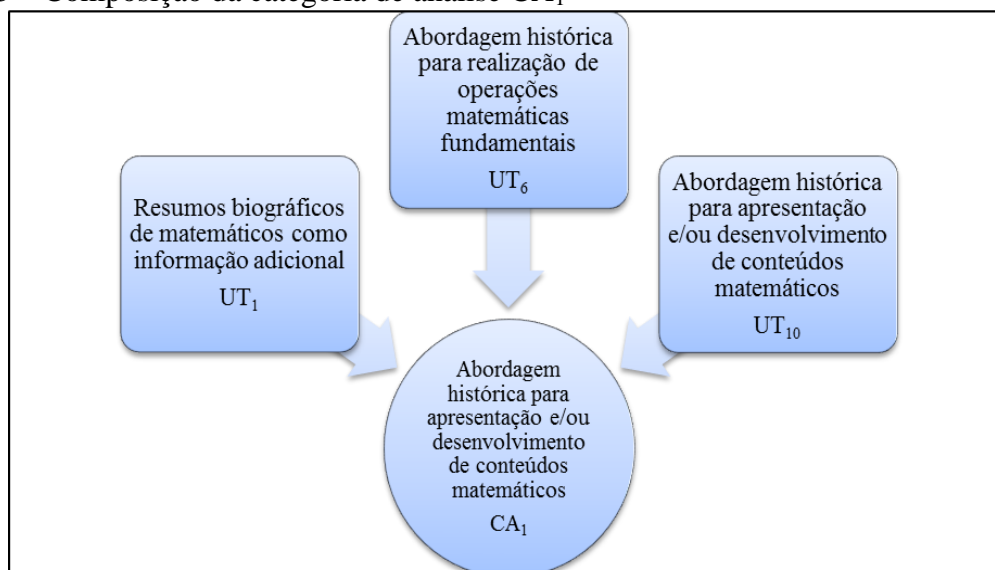 Composição da categoria de análise CA₁
Abordagem histórica
para realização de
operações
matemáticas
fundamentais
UT₆
Resumos biográficos
de matemáticos como
informação adicional
UT₁
Abordagem histórica
para apresentação
e/ou desenvolvimento
de conteúdos
matemáticos
UT₁₀
Abordagem
histórica para
apresentação e/ou
desenvolvimento
de conteúdos
matemáticos
CA₁